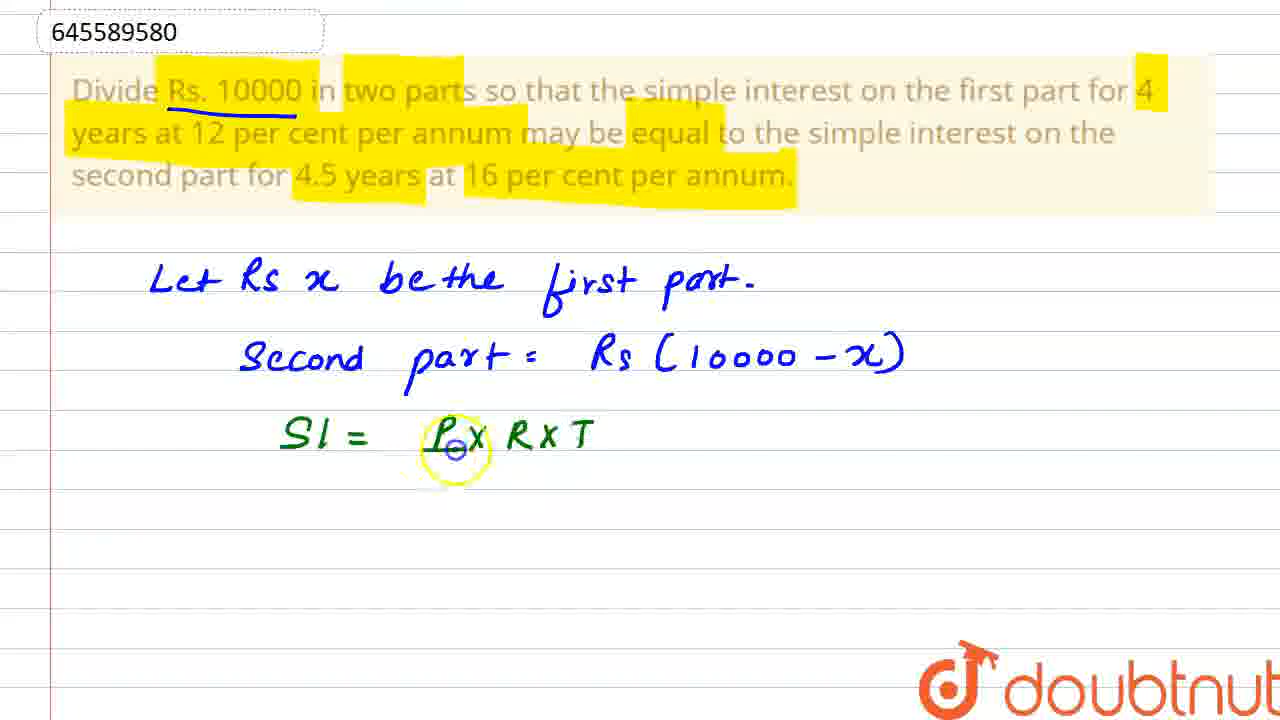 645589580
Divide Rs. 10000 in two parts so that the simple interest on the first part for 4
years at 12 per cent per annum may be equal to the simple interest on the
second part for 4.5 years at 16 per cent per annum.
Let Rs x be the first part.
Second part = Rs (10000 - x)
SI = P x R x T
doubtnut